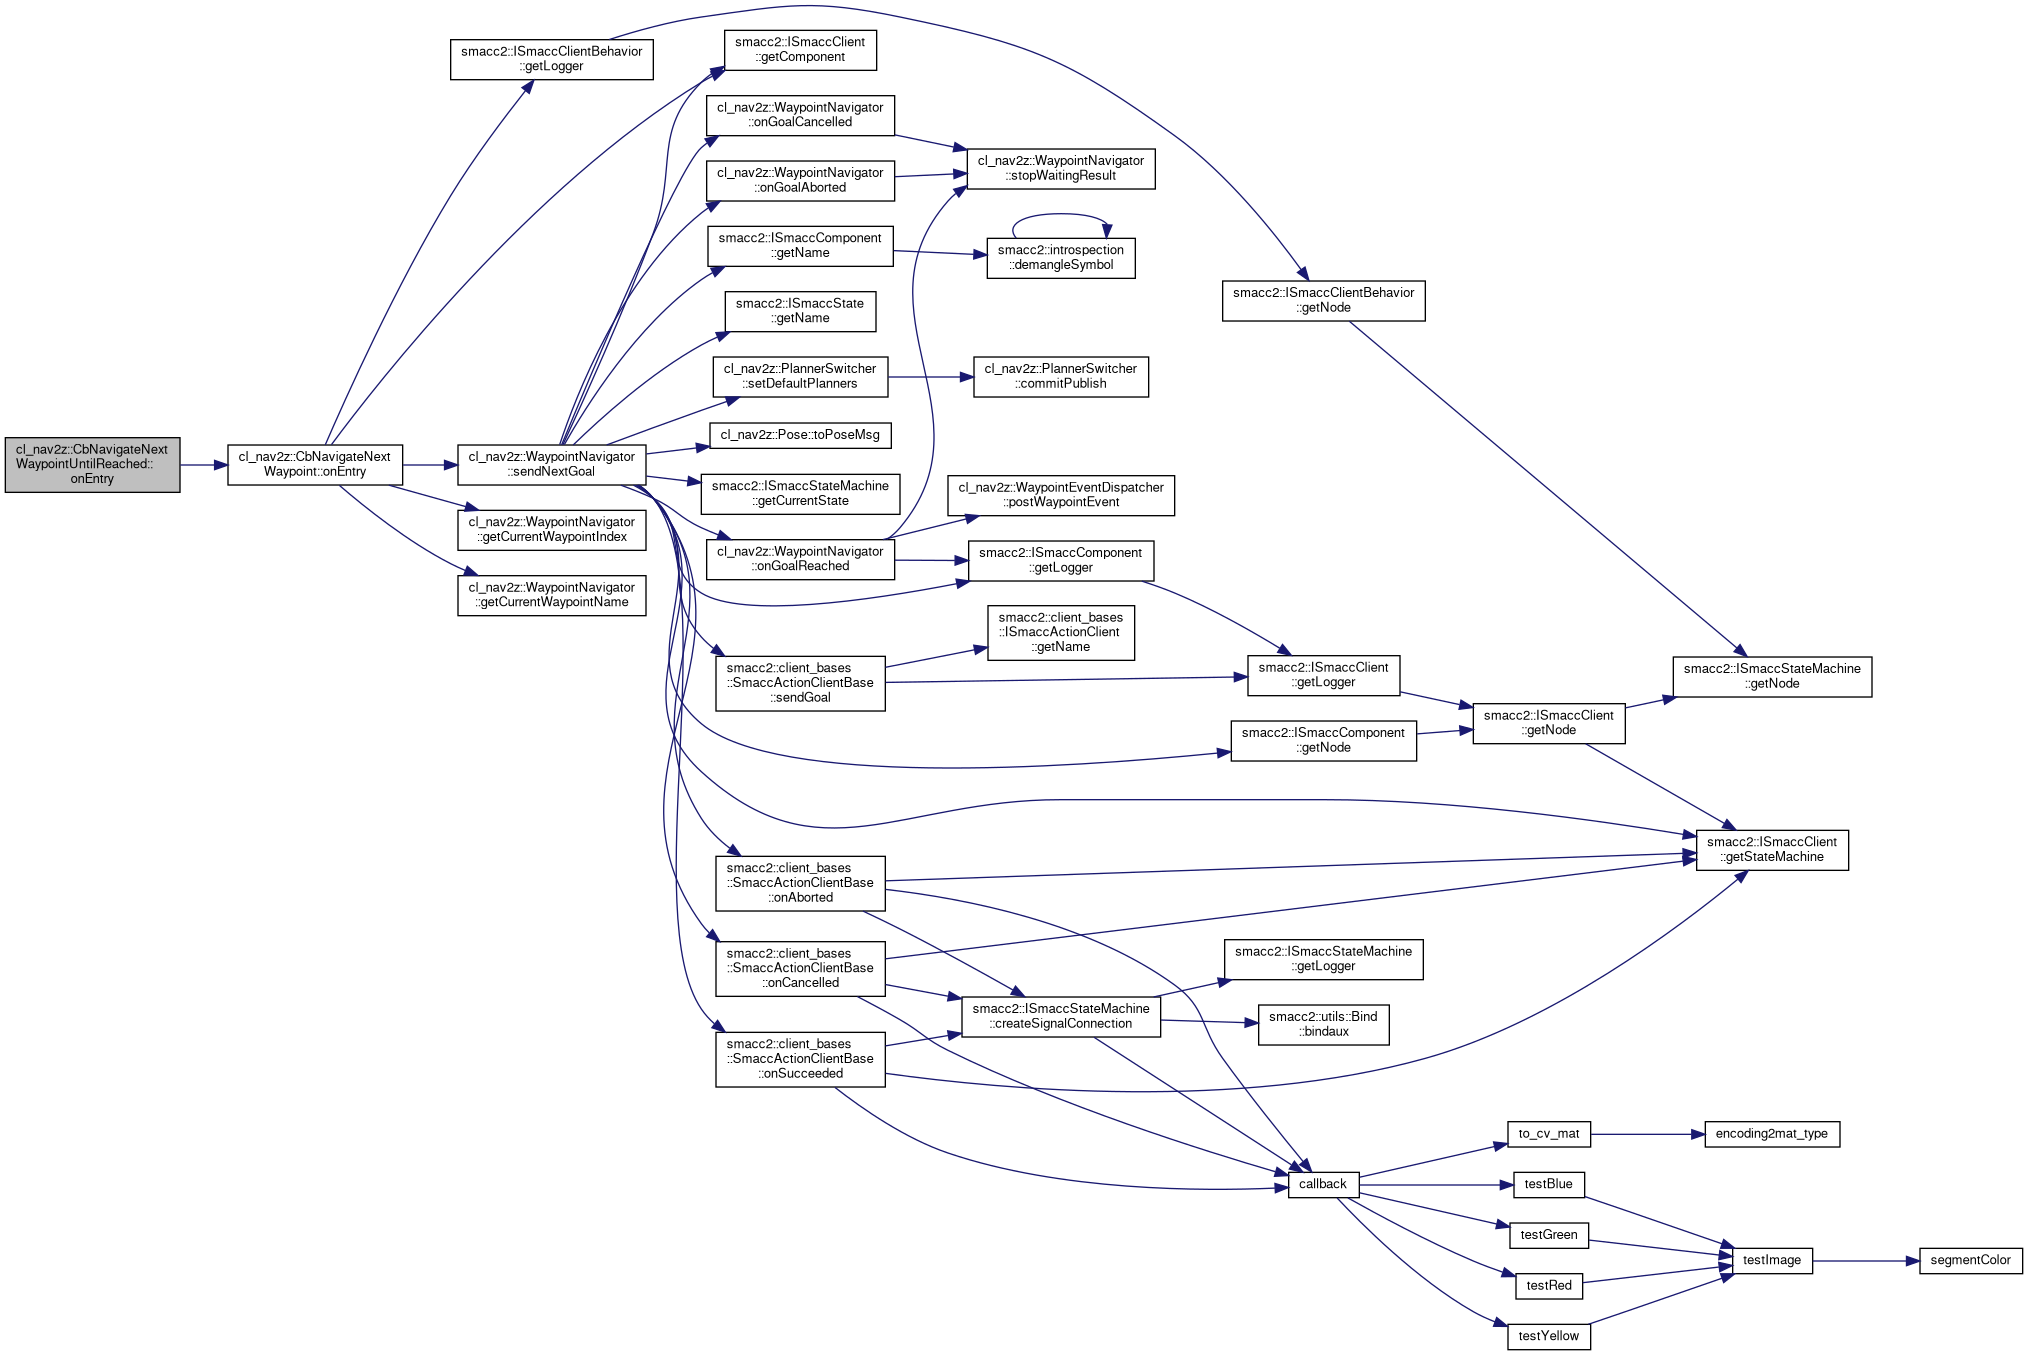 cl_nav2z::CbNavigateNext
WaypointUntilReached::
onEntry
cl_nav2z::CbNavigateNext
Waypoint::onEntry
smacc2::ISmaccClientBehavior
::getLogger
cl_nav2z::WaypointNavigator
::sendNextGoal
cl_nav2z::WaypointNavigator
::getCurrentWaypointIndex
cl_nav2z::WaypointNavigator
::getCurrentWaypointName
smacc2::ISmaccClient
::getComponent
cl_nav2z::WaypointNavigator
::onGoalCancelled
cl_nav2z::WaypointNavigator
::onGoalAborted
smacc2::ISmaccComponent
::getName
smacc2::ISmaccState
::getName
cl_nav2z::PlannerSwitcher
::setDefaultPlanners
cl_nav2z::Pose::toPoseMsg
smacc2::ISmaccStateMachine
::getCurrentState
cl_nav2z::WaypointNavigator
::onGoalReached
smacc2::client_bases
::SmaccActionClientBase
::sendGoal
smacc2::client_bases
::SmaccActionClientBase
::onAborted
smacc2::client_bases
::SmaccActionClientBase
::onCancelled
smacc2::client_bases
::SmaccActionClientBase
::onSucceeded
cl_nav2z::WaypointNavigator
::stopWaitingResult
smacc2::introspection
::demangleSymbol
cl_nav2z::PlannerSwitcher
::commitPublish
cl_nav2z::WaypointEventDispatcher
::postWaypointEvent
smacc2::ISmaccComponent
::getLogger
smacc2::client_bases
::ISmaccActionClient
::getName
smacc2::ISmaccStateMachine
::createSignalConnection
smacc2::ISmaccClientBehavior
::getNode
smacc2::ISmaccClient
::getLogger
smacc2::ISmaccComponent
::getNode
smacc2::ISmaccStateMachine
::getLogger
smacc2::utils::Bind
::bindaux
callback
smacc2::ISmaccClient
::getNode
to_cv_mat
testBlue
testGreen
testRed
testYellow
smacc2::ISmaccStateMachine
::getNode
smacc2::ISmaccClient
::getStateMachine
encoding2mat_type
testImage
segmentColor